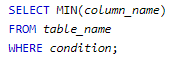 SELECT MIN(column_name)
FROM table_name
WHERE condition;